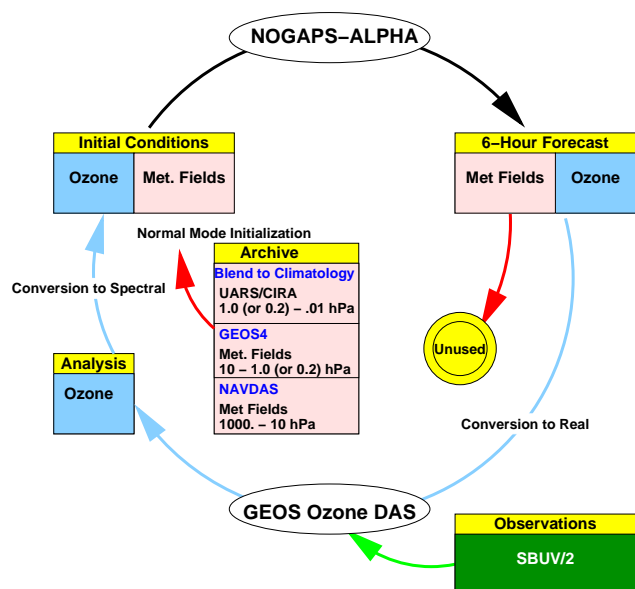 NOGAPS–ALPHA
Initial Conditions
Ozone
Met. Fields
6–Hour Forecast
Met Fields
Ozone
Normal Mode Initialization
Archive
Blend to Climatology
UARS/CIRA
1.0 (or 0.2) – .01 hPa
GEOS4
Met. Fields
10 – 1.0 (or 0.2) hPa
NAVDAS
Met Fields
1000. – 10 hPa
Conversion to Spectral
Analysis
Ozone
Unused
Conversion to Real
GEOS Ozone DAS
Observations
SBUV/2